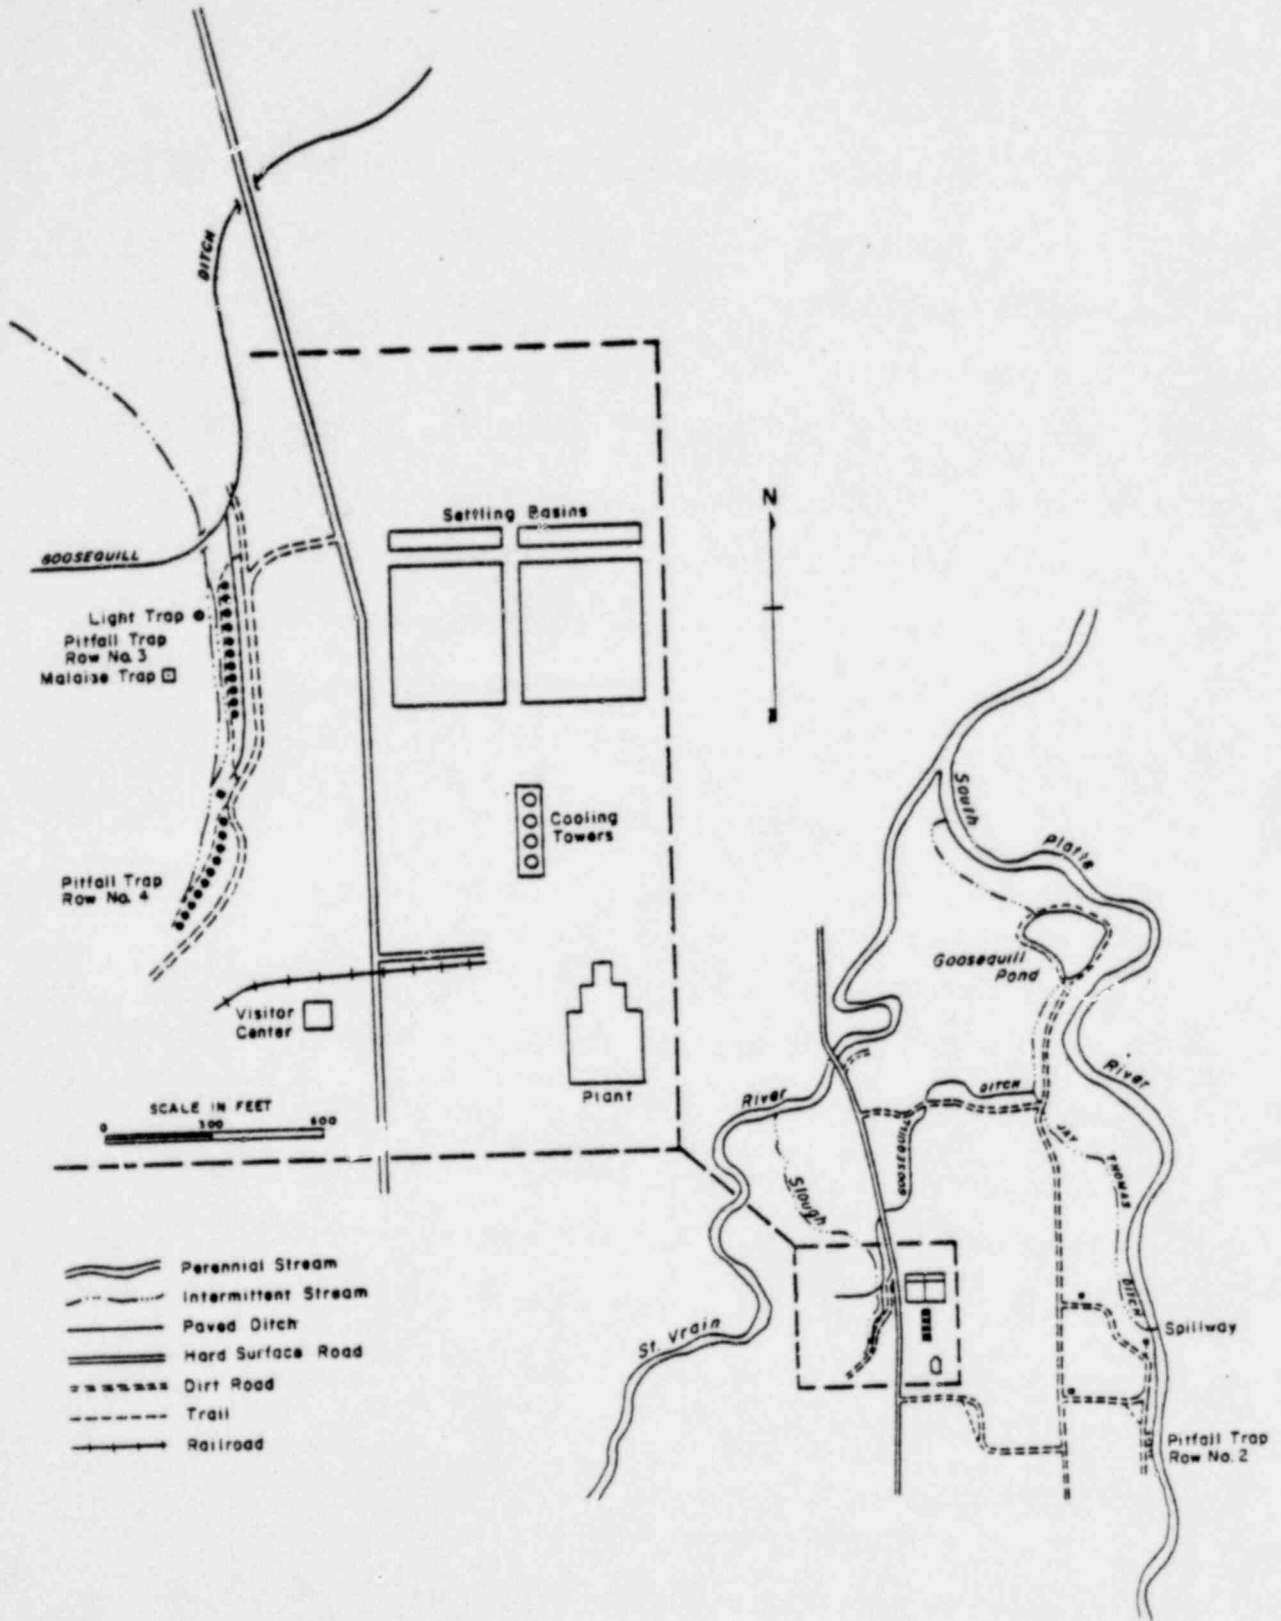 DITCH
Settling Basins
N
GOOSEQUILL
Light Trap
Pitfall Trap
Row No. 3
Malaise Trap
Cooling
Towers
Pitfall Trap
Row No. 4
Visitor
Center
Plant
SCALE IN FEET
0 300 600
South
Platte
River
Goosequill
Pond
DITCH
GOOSEQUILL
JAY
THOMAS
DITCH
Spillway
River
Slough
St. Vrain
Pitfall Trap
Row No. 2
Perennial Stream
Intermittent Stream
Paved Ditch
Hard Surface Road
Dirt Road
Trail
Railroad